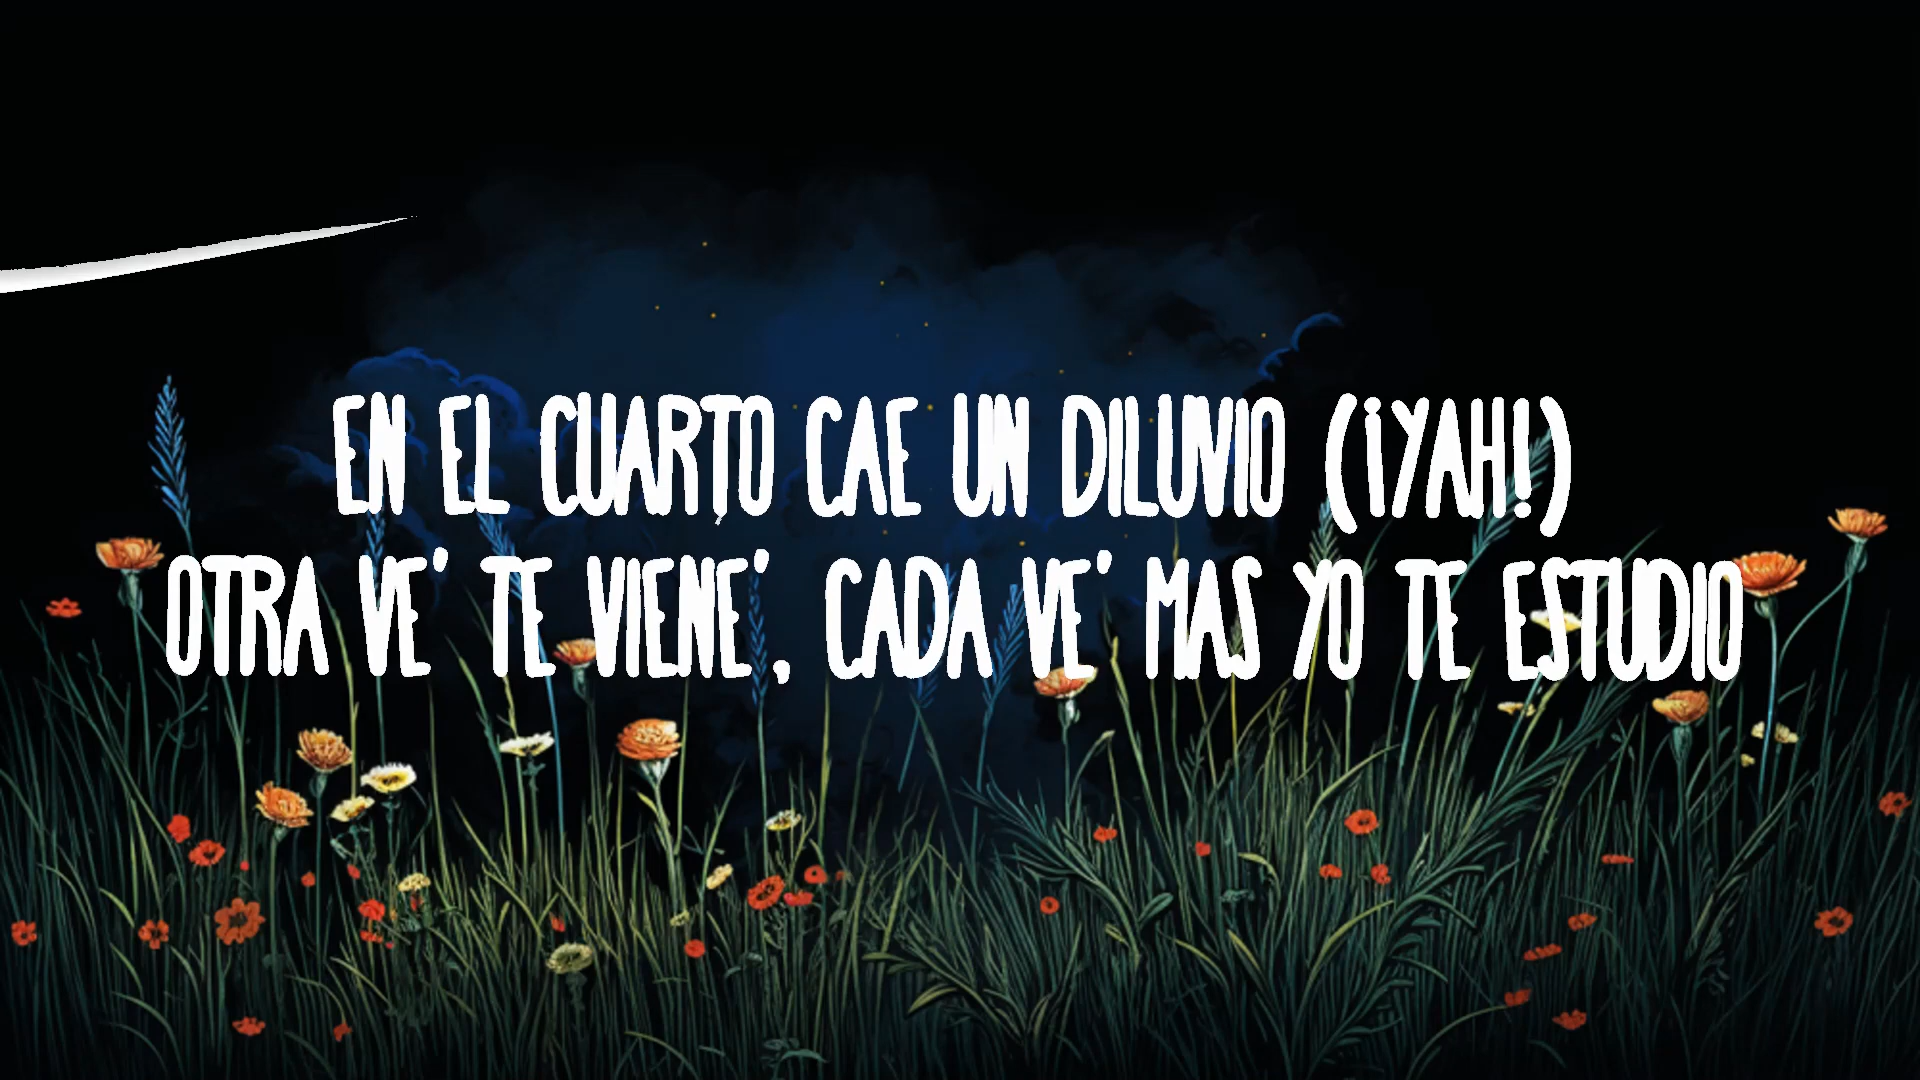 EN EL CUARTO CAE UN DILUVIO (¡YAH!)
OTRA VE' TE VIENE', CADA VE' MAS YO TE ESTUDIO